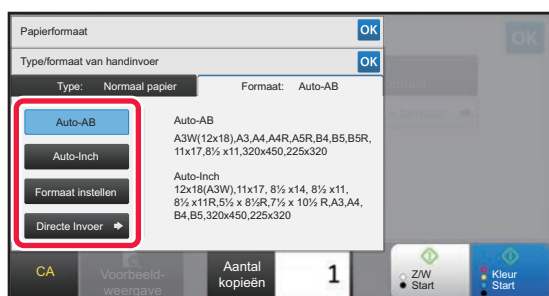 Papierformaat
OK
OK
Type/formaat van handinvoer
OK
Type: Normaal papier
Formaat: Auto-AB
Auto-AB
Auto-Inch
Formaat instellen
Directe Invoer
Auto-AB
A3W(12x18),A3,A4,A4R,A5R,B4,B5,B5R,
11x17,8½ x11,320x450,225x320
Auto-Inch
12x18(A3W),11x17, 8½ x14, 8½ x11,
8½ x11R,5½ x 8½R,7¼ x 10½ R,A3,A4,
B4,B5,320x450,225x320
CA
Voorbeeld-
weergave
Aantal
kopieën
1
Z/W
Start
Kleur
Start